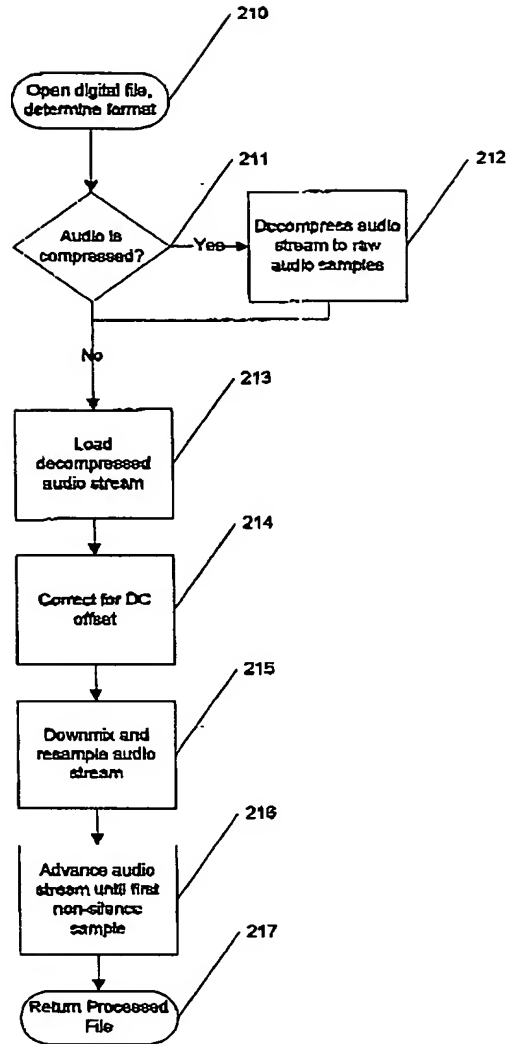 210
Open digital file,
determine format
211
212
Audio is
compressed?
Yes
Decompress audio
stream to raw
audio samples
No
213
Load
decompressed
audio stream
214
Correct for DC
offset
215
Downmix and
resample audio
stream
216
Advance audio
stream until first
non-silence
sample
217
Return Processed
File